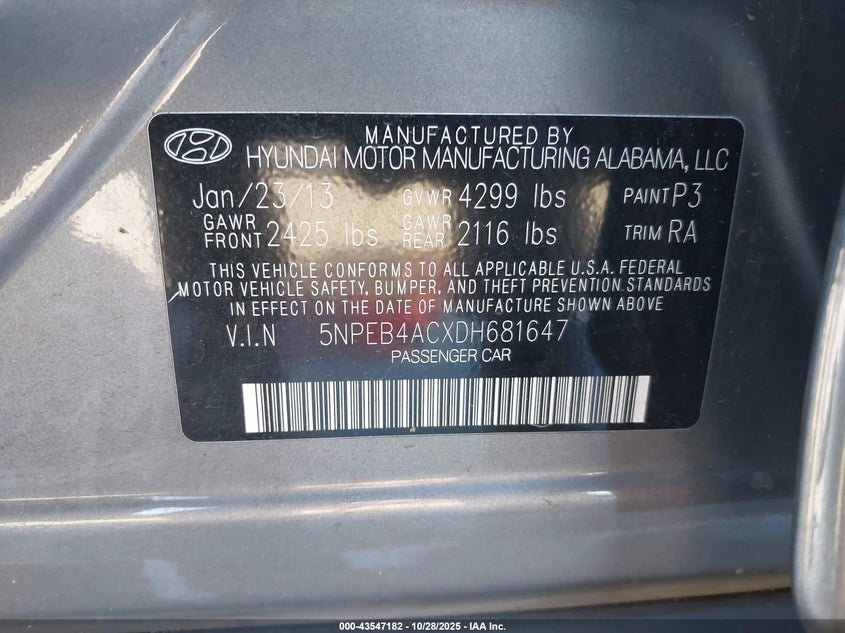 MANUFACTURED BY
HYUNDAI MOTOR MANUFACTURING ALABAMA, LLC
Jan/23/13 GVWR 4299 lbs PAINT P3
GAWR FRONT 2425 lbs GAWR REAR 2116 lbs TRIM RA
THIS VEHICLE CONFORMS TO ALL APPLICABLE U.S.A. FEDERAL
MOTOR VEHICLE SAFETY, BUMPER, AND THEFT PREVENTION STANDARDS
IN EFFECT ON THE DATE OF MANUFACTURE SHOWN ABOVE.
V.I.N 5NPEB4ACXDH681647
PASSENGER CAR
000-43547182 - 10/28/2025 - IAA Inc.